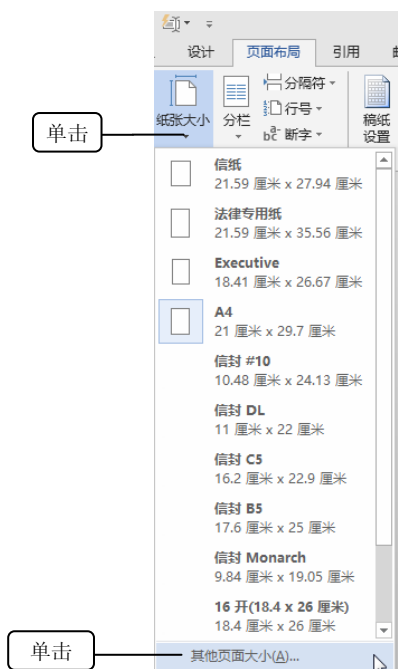 设计 页面布局 引用
纸张大小 分栏 分隔符 行号 断字 稿纸设置
单击
信纸
21.59 厘米 x 27.94 厘米
法律专用纸
21.59 厘米 x 35.56 厘米
Executive
18.41 厘米 x 26.67 厘米
A4
21 厘米 x 29.7 厘米
信封 #10
10.48 厘米 x 24.13 厘米
信封 DL
11 厘米 x 22 厘米
信封 C5
16.2 厘米 x 22.9 厘米
信封 B5
17.6 厘米 x 25 厘米
信封 Monarch
9.84 厘米 x 19.05 厘米
16 开(18.4 x 26 厘米)
18.4 厘米 x 26 厘米
单击 其他页面大小(A)...